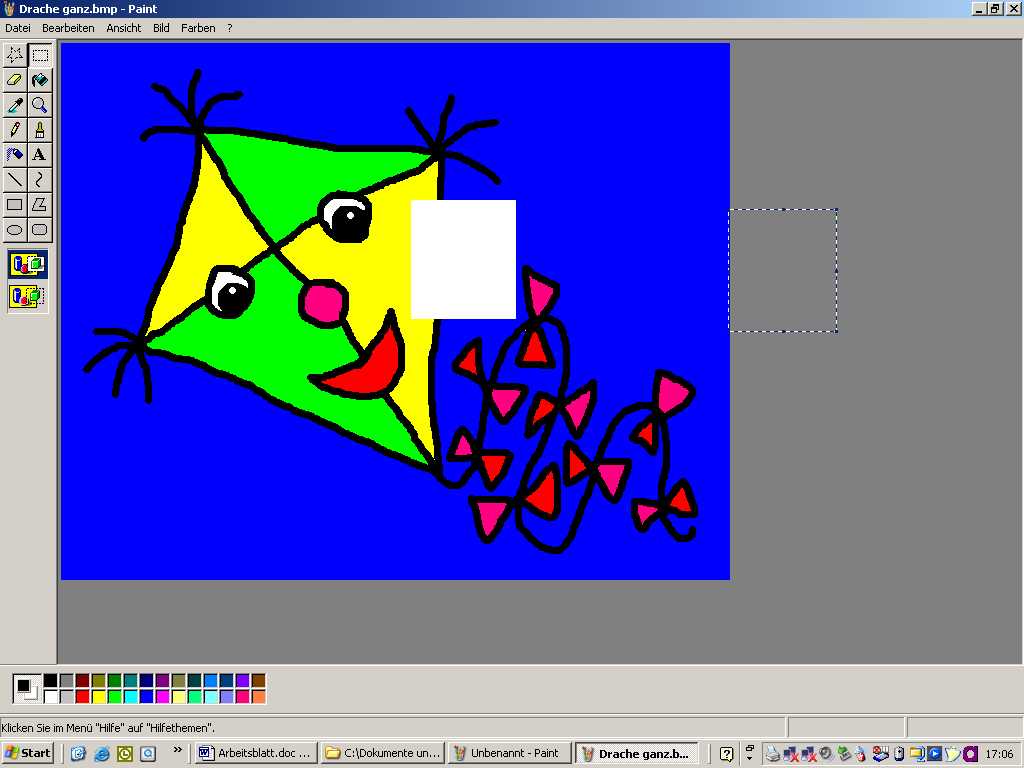 Drache ganz.bmp - Paint
Datei Bearbeiten Ansicht Bild Farben ?
A
Klicken Sie im Menü "Hilfe" auf "Hilfethemen".
Start » Arbeitsblatt.doc ... C:\Dokumente un... Unbenannt - Paint Drache ganz.b... 17:06